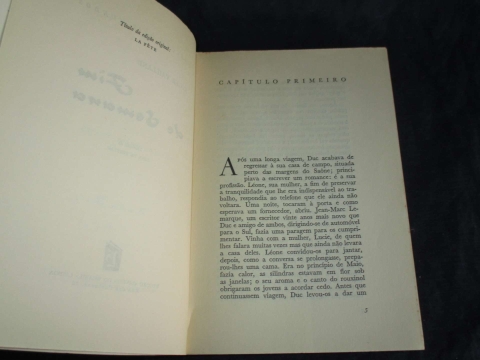 Título da edição original:
LA FÊTE
CAPÍTULO PRIMEIRO
APÓS uma longa viagem, Duc acabava de
regressar à sua casa de campo, situada
perto das margens do Sabor; princi-
piava a escrever um romance: é a sua
profissão. Léone, sua mulher, a fim de preservar
a tranquilidade que lhe era indispensável ao tra-
balho, respondia ao telefone que ele ainda não
voltara. Uma noite, tocaram à porta e como
esperava um fornecedor, abriu. Jean-Marc Le-
marque, um escritor vinte anos mais novo que
Duc e amigo de ambos, dirigindo-se de automóvel
para o Sul, fazia uma paragem para os cumpri-
mentar. Vinha com a mulher, Lucie, de quem
lhes falara muitas vezes mas que ainda não levara
a casa deles. Léone convidou-os para jantar,
depois, como a conversa se prolongasse, prepa-
rou-lhes uma cama. Era no princípio de Maio,
fazia calor, as silindras estavam em flor sob
as janelas; o seu aroma e o canto do rouxinol
obrigaram os jovens a acordar cedo. Antes que
continuassem viagem, Duc levou-os a dar um